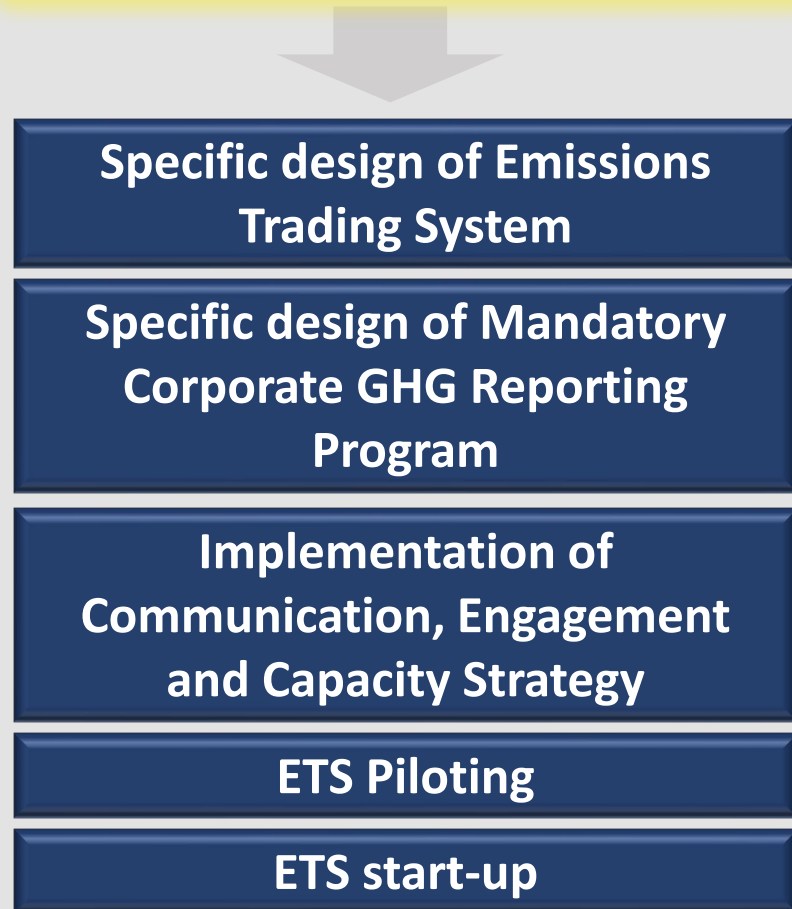 Specific design of Emissions
Trading System
Specific design of Mandatory
Corporate GHG Reporting
Program
Implementation of
Communication, Engagement
and Capacity Strategy
ETS Piloting
ETS start-up